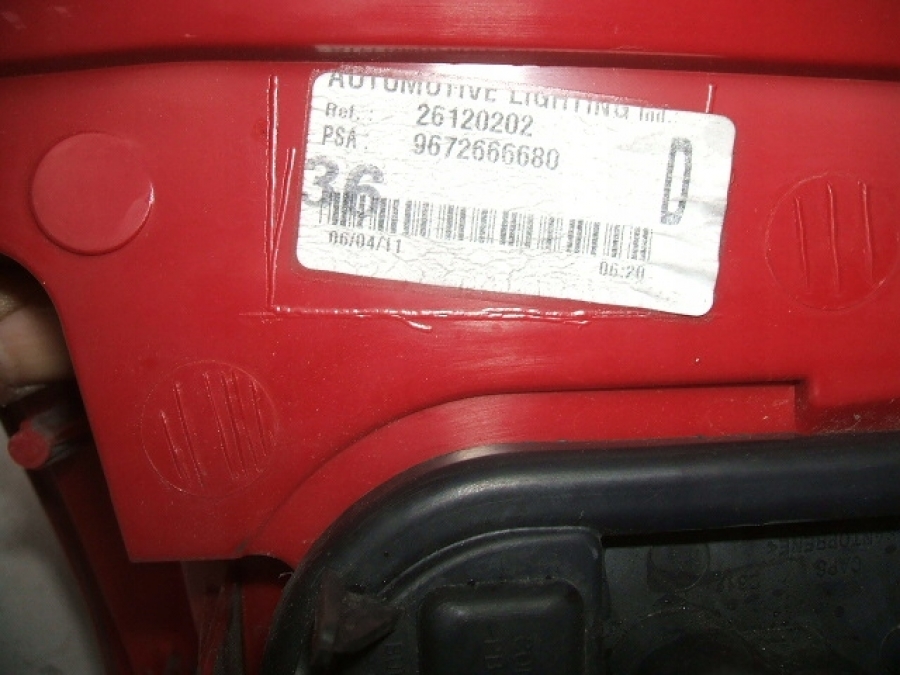 AUTOMOTIVE LIGHTING
Ref. : 26120202
PSA : 9672666680
D
36
06/04/11 06:20